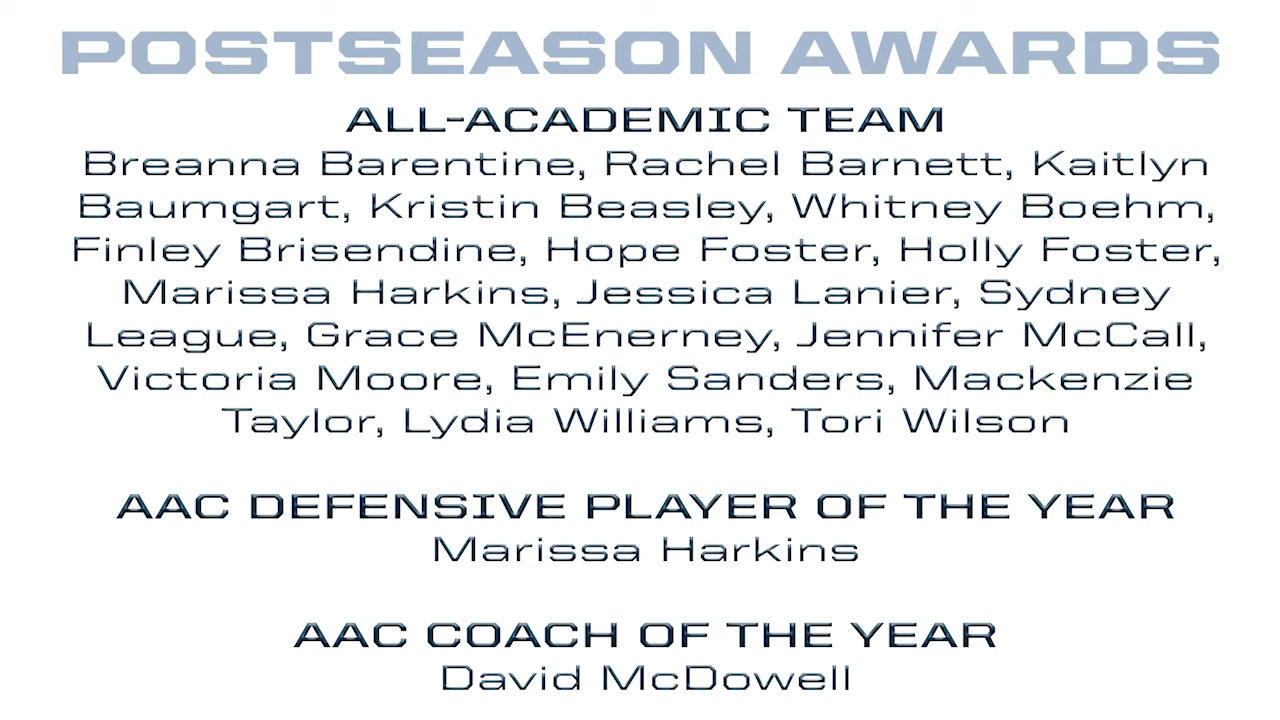 POSTSEASON AWARDS
ALL-ACADEMIC TEAM
Breanna Barentine, Rachel Barnett, Kaitlyn
Baumgart, Kristin Beasley, Whitney Boehm,
Finley Brisendine, Hope Foster, Holly Foster,
Marissa Harkins, Jessica Lanier, Sydney
League, Grace McEnerney, Jennifer McCall,
Victoria Moore, Emily Sanders, Mackenzie
Taylor, Lydia Williams, Tori Wilson
AAC DEFENSIVE PLAYER OF THE YEAR
Marissa Harkins
AAC COACH OF THE YEAR
David McDowell